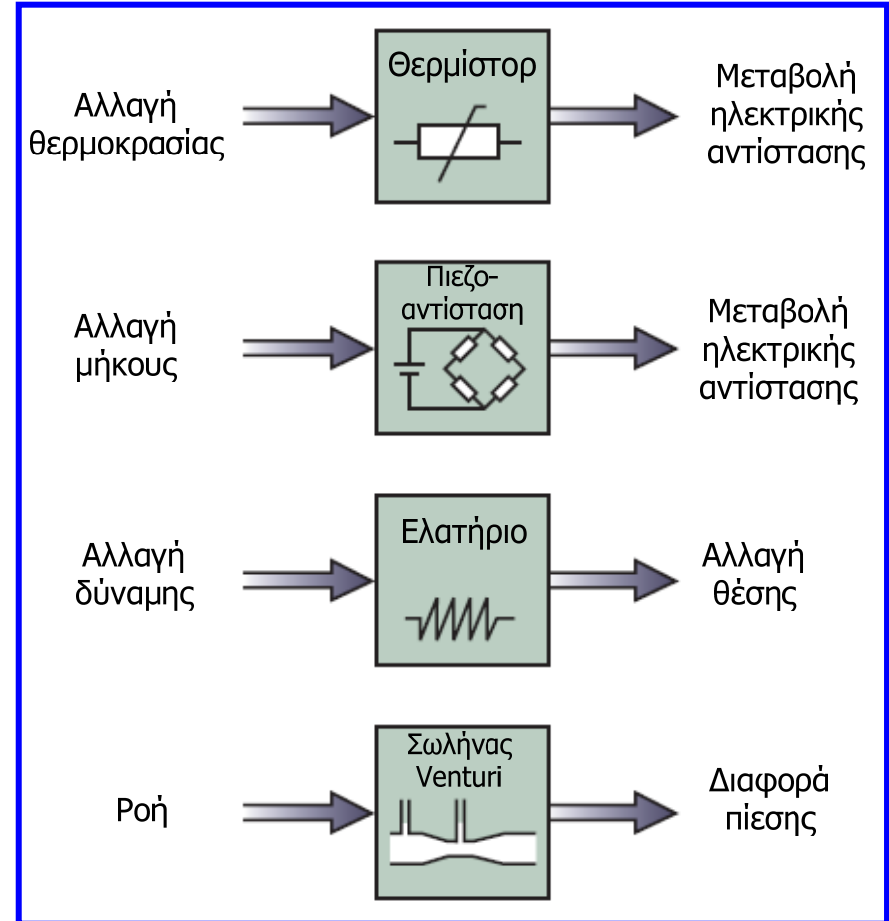 Αλλαγή
θερμοκρασίας
Θερμίστορ
Μεταβολή
ηλεκτρικής
αντίστασης
Αλλαγή
μήκους
Πιεζο-
αντίσταση
Μεταβολή
ηλεκτρικής
αντίστασης
Αλλαγή
δύναμης
Ελατήριο
Αλλαγή
θέσης
Ροή
Σωλήνας
Venturi
Διαφορά
πίεσης